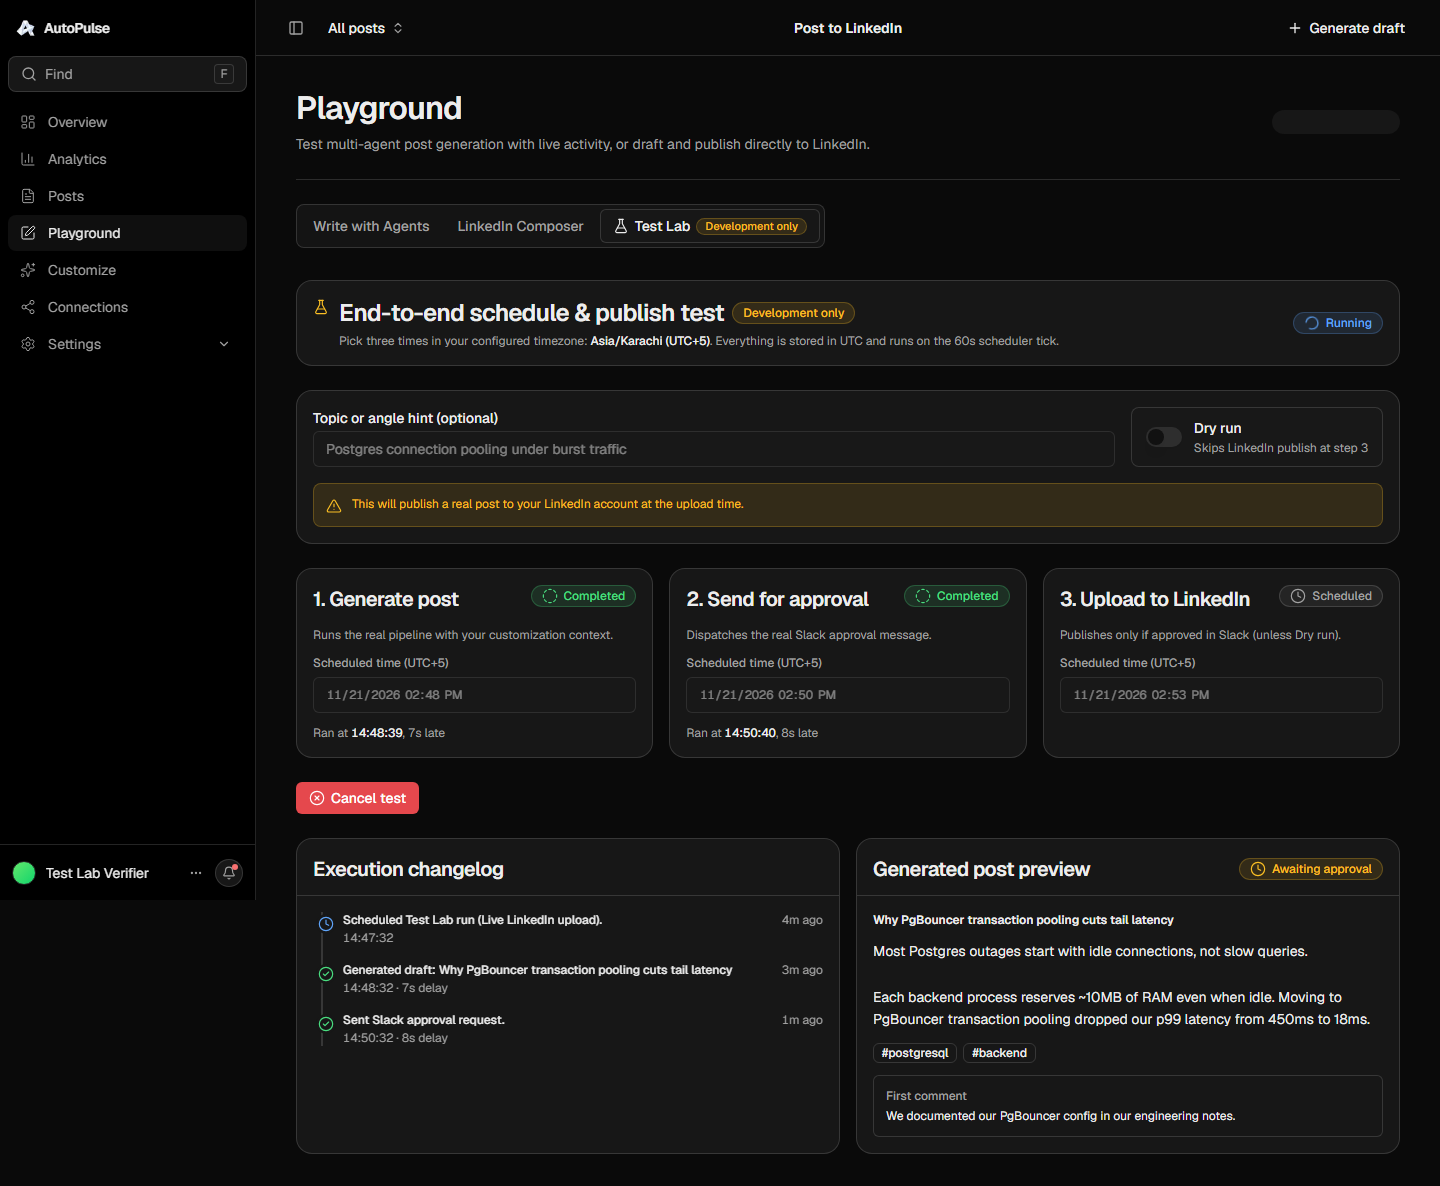 AutoPulse
All posts
Post to LinkedIn
Generate draft
Find
F
Overview
Analytics
Posts
Playground
Customize
Connections
Settings
Test Lab Verifier
Playground
Test multi-agent post generation with live activity, or draft and publish directly to LinkedIn.
Write with Agents
LinkedIn Composer
Test Lab
Development only
End-to-end schedule & publish test
Development only
Running
Pick three times in your configured timezone: Asia/Karachi (UTC+5). Everything is stored in UTC and runs on the 60s scheduler tick.
Topic or angle hint (optional)
Postgres connection pooling under burst traffic
Dry run
Skips LinkedIn publish at step 3
This will publish a real post to your LinkedIn account at the upload time.
1. Generate post
Completed
Runs the real pipeline with your customization context.
Scheduled time (UTC+5)
11/21/2026 02:48 PM
Ran at 14:48:39, 7s late
2. Send for approval
Completed
Dispatches the real Slack approval message.
Scheduled time (UTC+5)
11/21/2026 02:50 PM
Ran at 14:50:40, 8s late
3. Upload to LinkedIn
Scheduled
Publishes only if approved in Slack (unless Dry run).
Scheduled time (UTC+5)
11/21/2026 02:53 PM
Cancel test
Execution changelog
Scheduled Test Lab run (Live LinkedIn upload).
4m ago
14:47:32
Generated draft: Why PgBouncer transaction pooling cuts tail latency
3m ago
14:48:32 · 7s delay
Sent Slack approval request.
1m ago
14:50:32 · 8s delay
Generated post preview
Awaiting approval
Why PgBouncer transaction pooling cuts tail latency
Most Postgres outages start with idle connections, not slow queries.
Each backend process reserves ~10MB of RAM even when idle. Moving to
PgBouncer transaction pooling dropped our p99 latency from 450ms to 18ms.
#postgresql
#backend
First comment
We documented our PgBouncer config in our engineering notes.